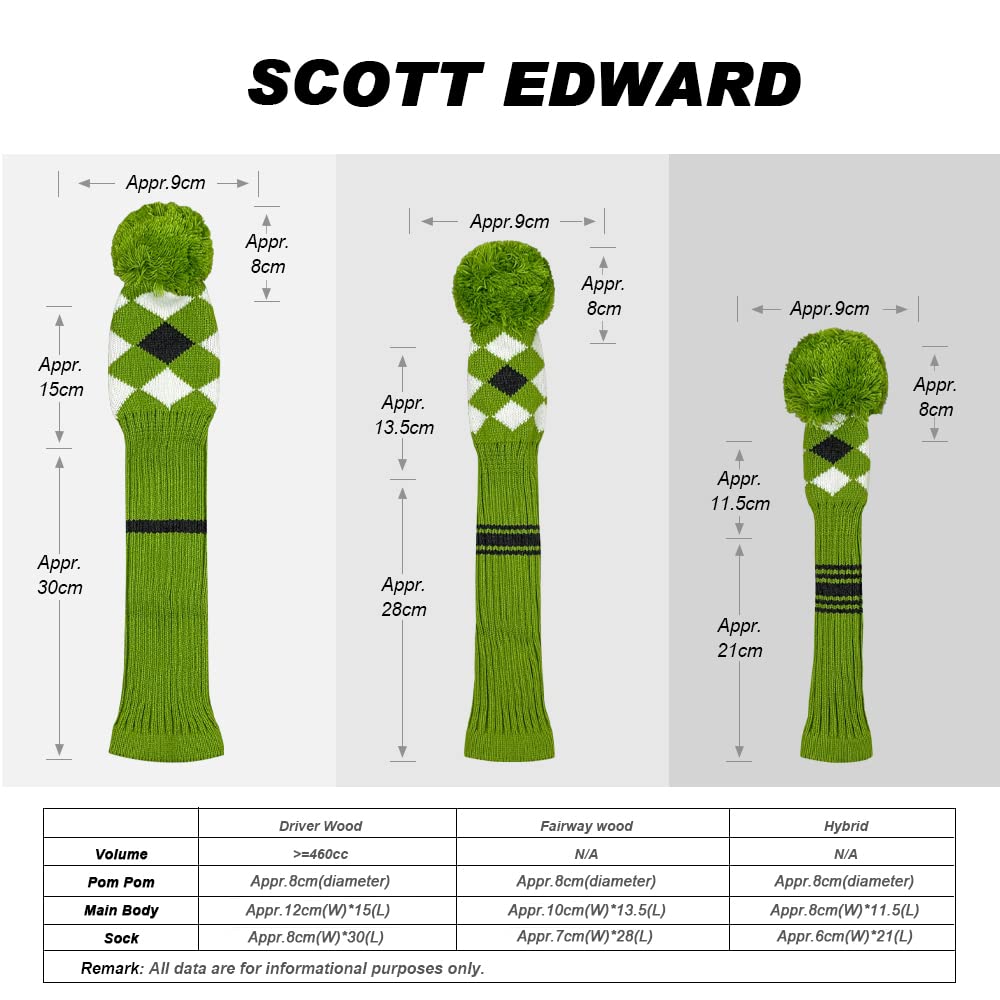 SCOTT EDWARD
Appr.9cm
Appr.
8cm
Appr.
15cm
Appr.
30cm
Appr.9cm
Appr.
8cm
Appr.
13.5cm
Appr.
28cm
Appr.9cm
Appr.
8cm
Appr.
11.5cm
Appr.
21cm
Driver Wood Fairway wood Hybrid
Volume >=460cc N/A N/A
Pom Pom Appr.8cm(diameter) Appr.8cm(diameter) Appr.8cm(diameter)
Main Body Appr.12cm(W)*15(L) Appr.10cm(W)*13.5(L) Appr.8cm(W)*11.5(L)
Sock Appr.8cm(W)*30(L) Appr.7cm(W)*28(L) Appr.6cm(W)*21(L)
Remark: All data are for informational purposes only.